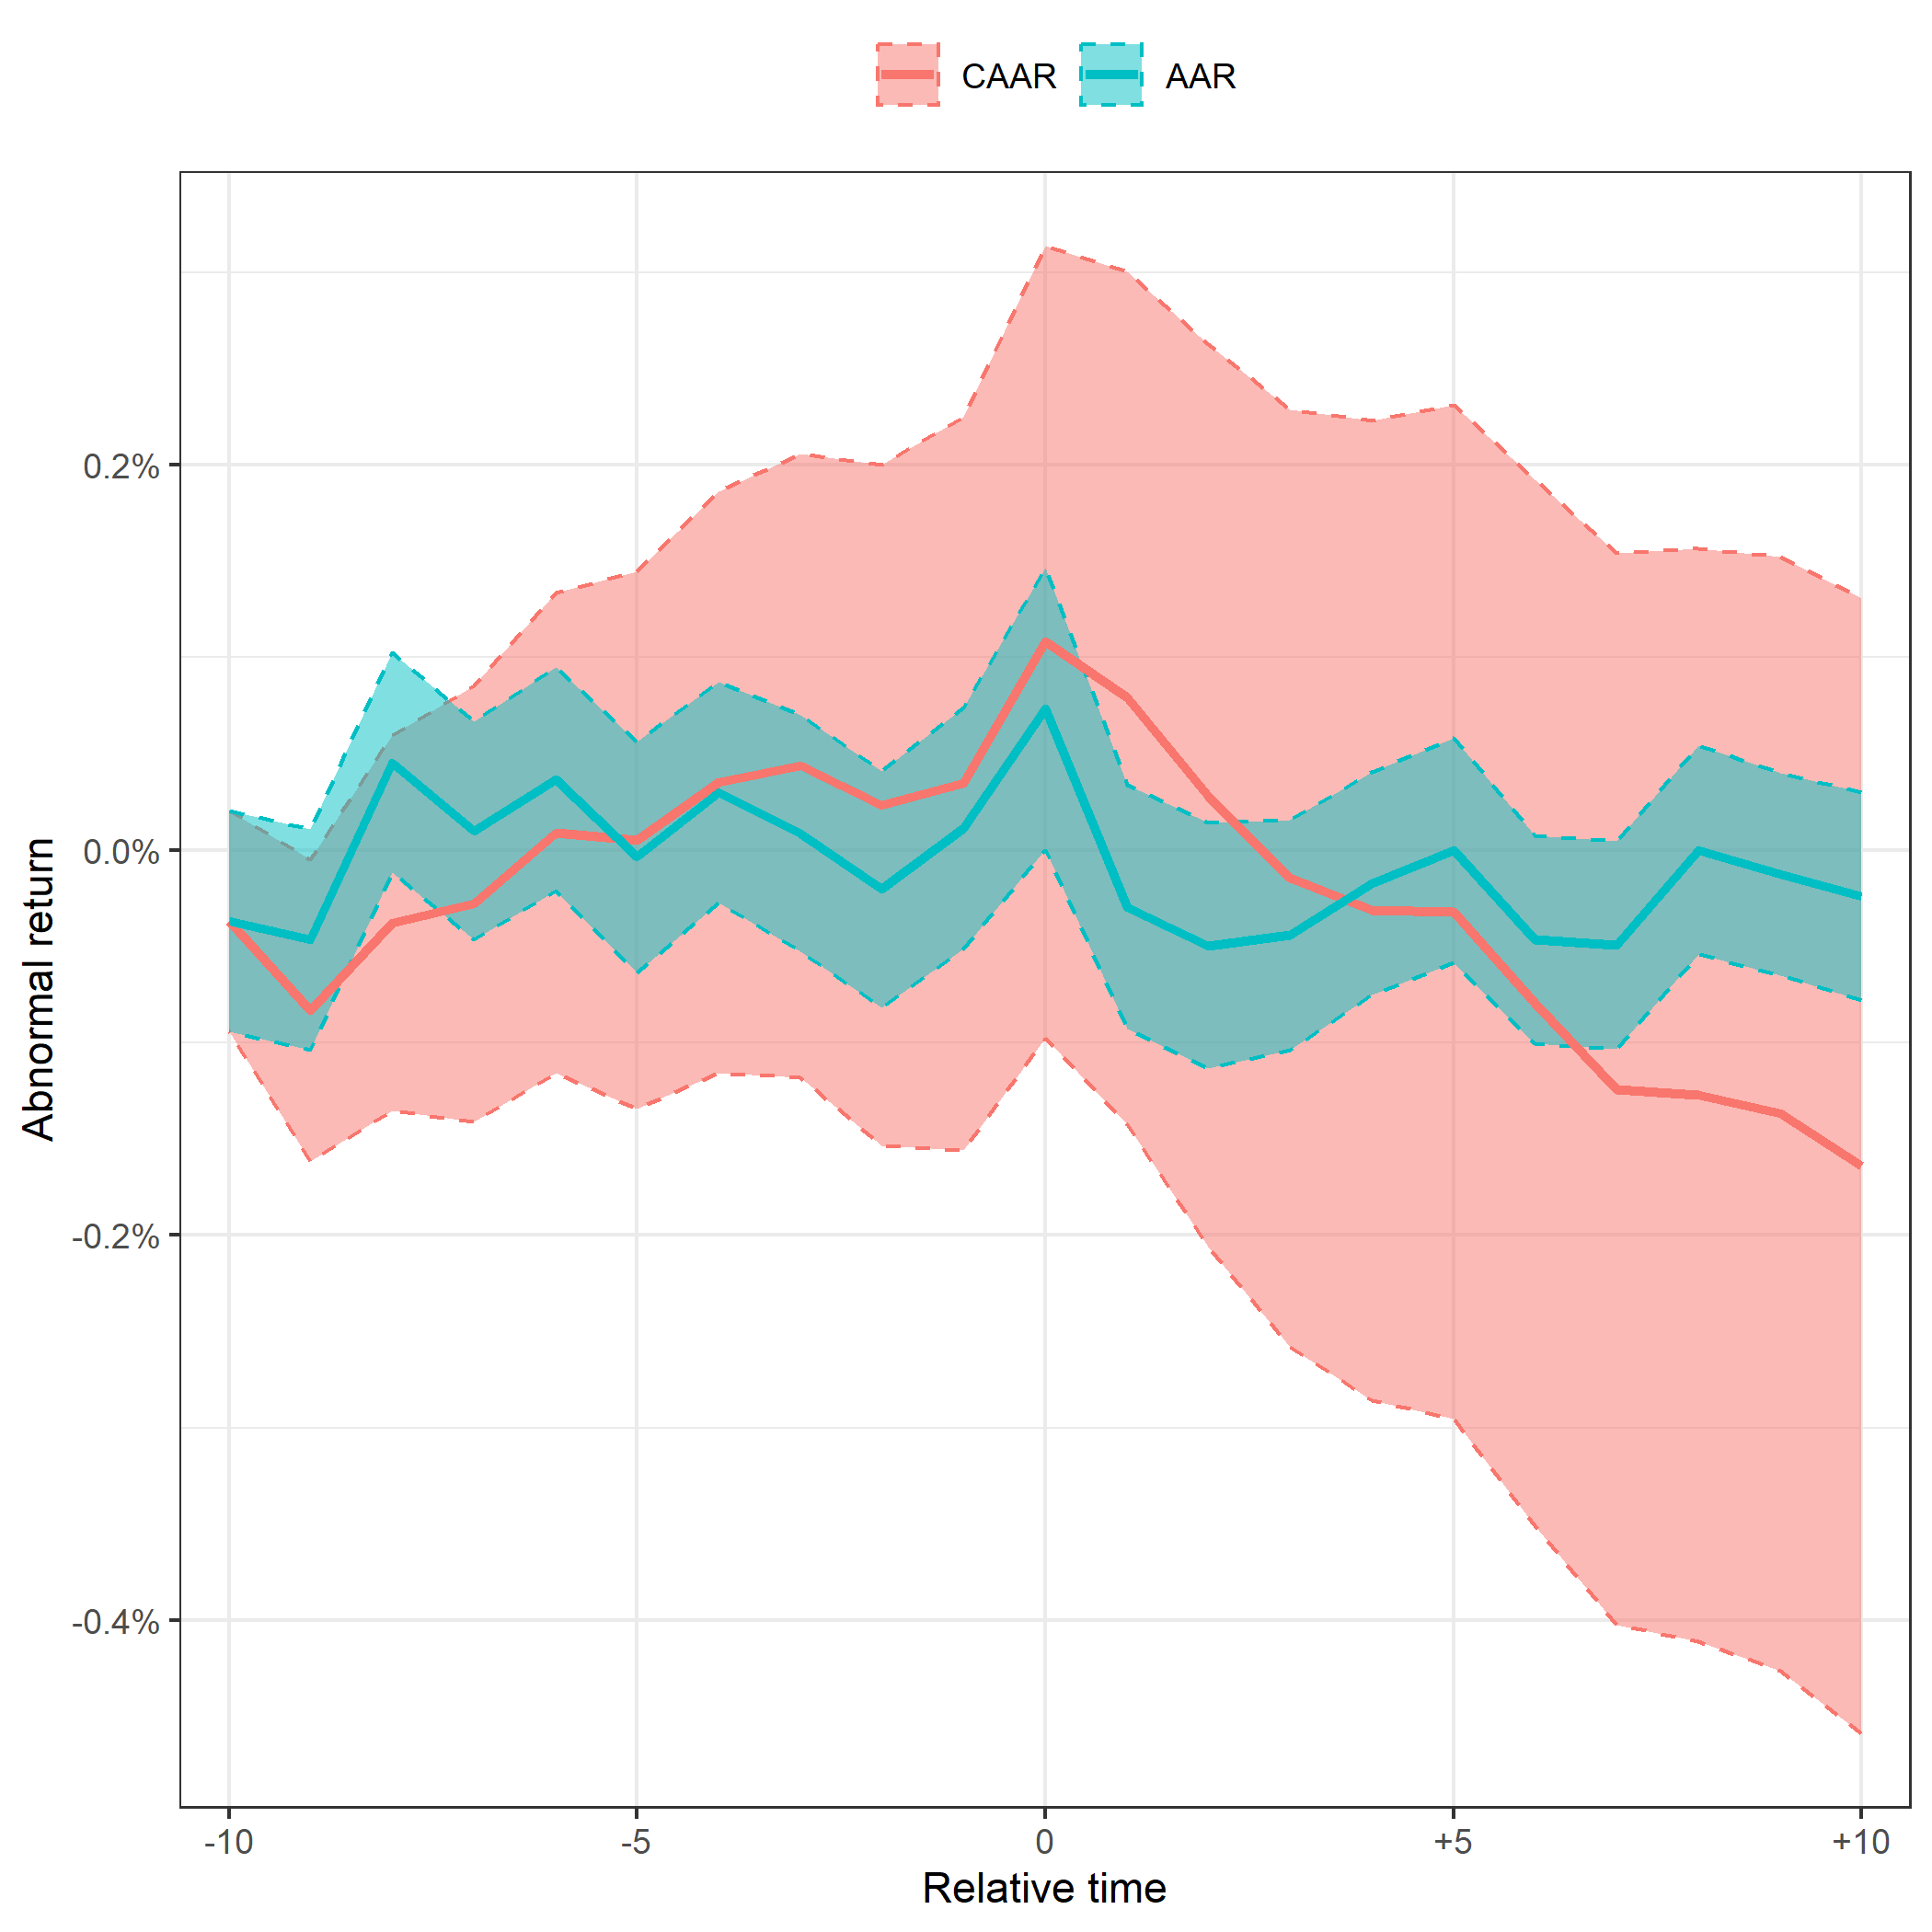 CAAR AAR
Abnormal return
0.2%
0.0%
-0.2%
-0.4%
-10 -5 0 +5 +10
Relative time